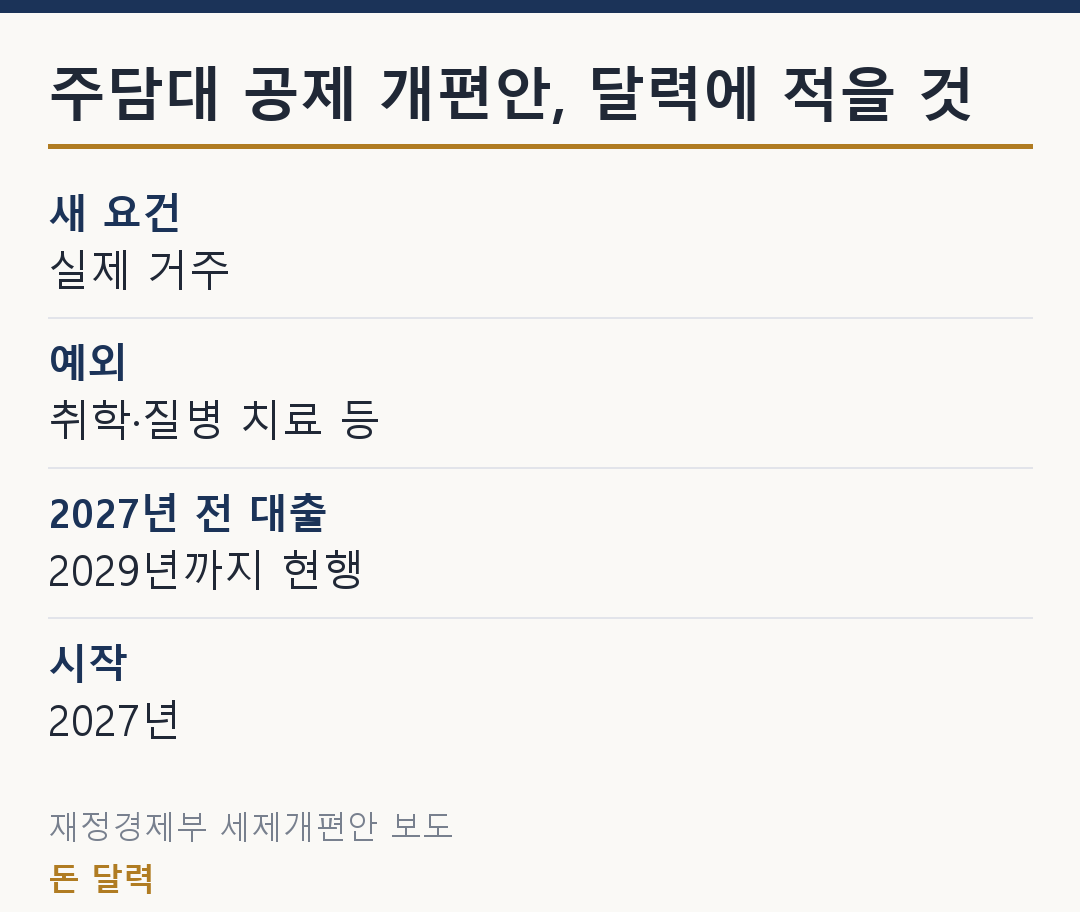 주담대 공제 개편안, 달력에 적을 것
새 요건
실제 거주
예외
취학·질병 치료 등
2027년 전 대출
2029년까지 현행
시작
2027년
재정경제부 세제개편안 보도
돈 달력